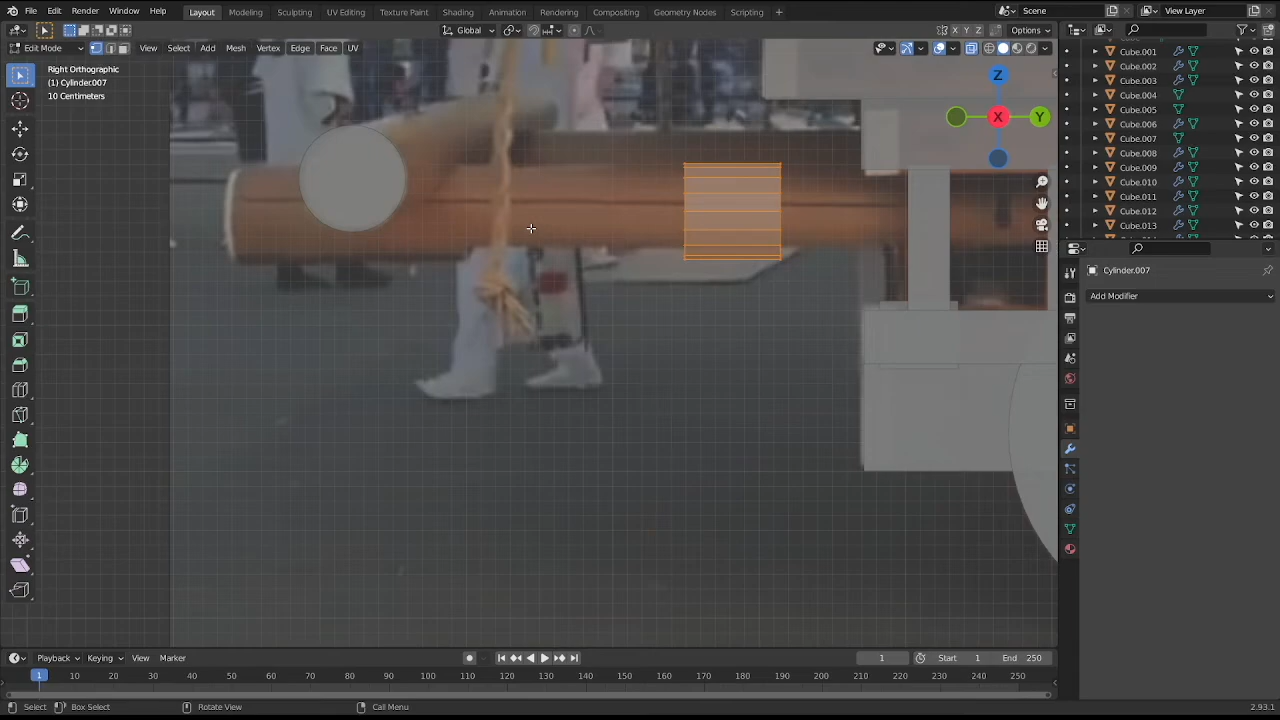 File Edit Render Window Help Layout Modeling Sculpting UV Editing Texture Paint Shading Animation Rendering Compositing Geometry Nodes Scripting + Scene View Layer
Global X Y Z Options
Edit Mode View Select Add Mesh Vertex Edge Face UV
Right Orthographic
(1) Cylinder.007
10 Centimeters
Z
X
Y
Cube.001
Cube.002
Cube.003
Cube.004
Cube.005
Cube.006
Cube.007
Cube.008
Cube.009
Cube.010
Cube.011
Cube.012
Cube.013
Cylinder.007
Add Modifier
Playback Keying View Marker 1 Start 1 End 250
1 10 20 30 40 50 60 70 80 90 100 110 120 130 140 150 160 170 180 190 200 210 220 230 240 250
Select Box Select Rotate View Call Menu 2.93.1